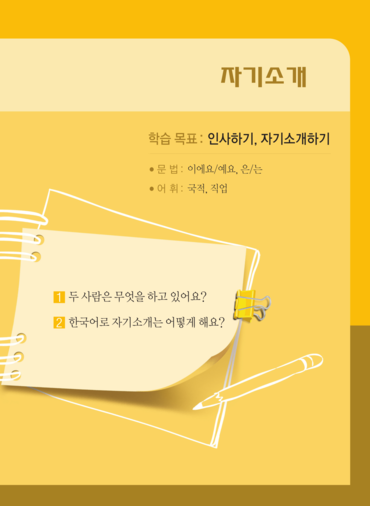 자기소개
학습 목표 : 인사하기, 자기소개하기
● 문 법 : 이에요/예요, 은/는
● 어 휘 : 국적, 직업
1 두 사람은 무엇을 하고 있어요?
2 한국어로 자기소개는 어떻게 해요?